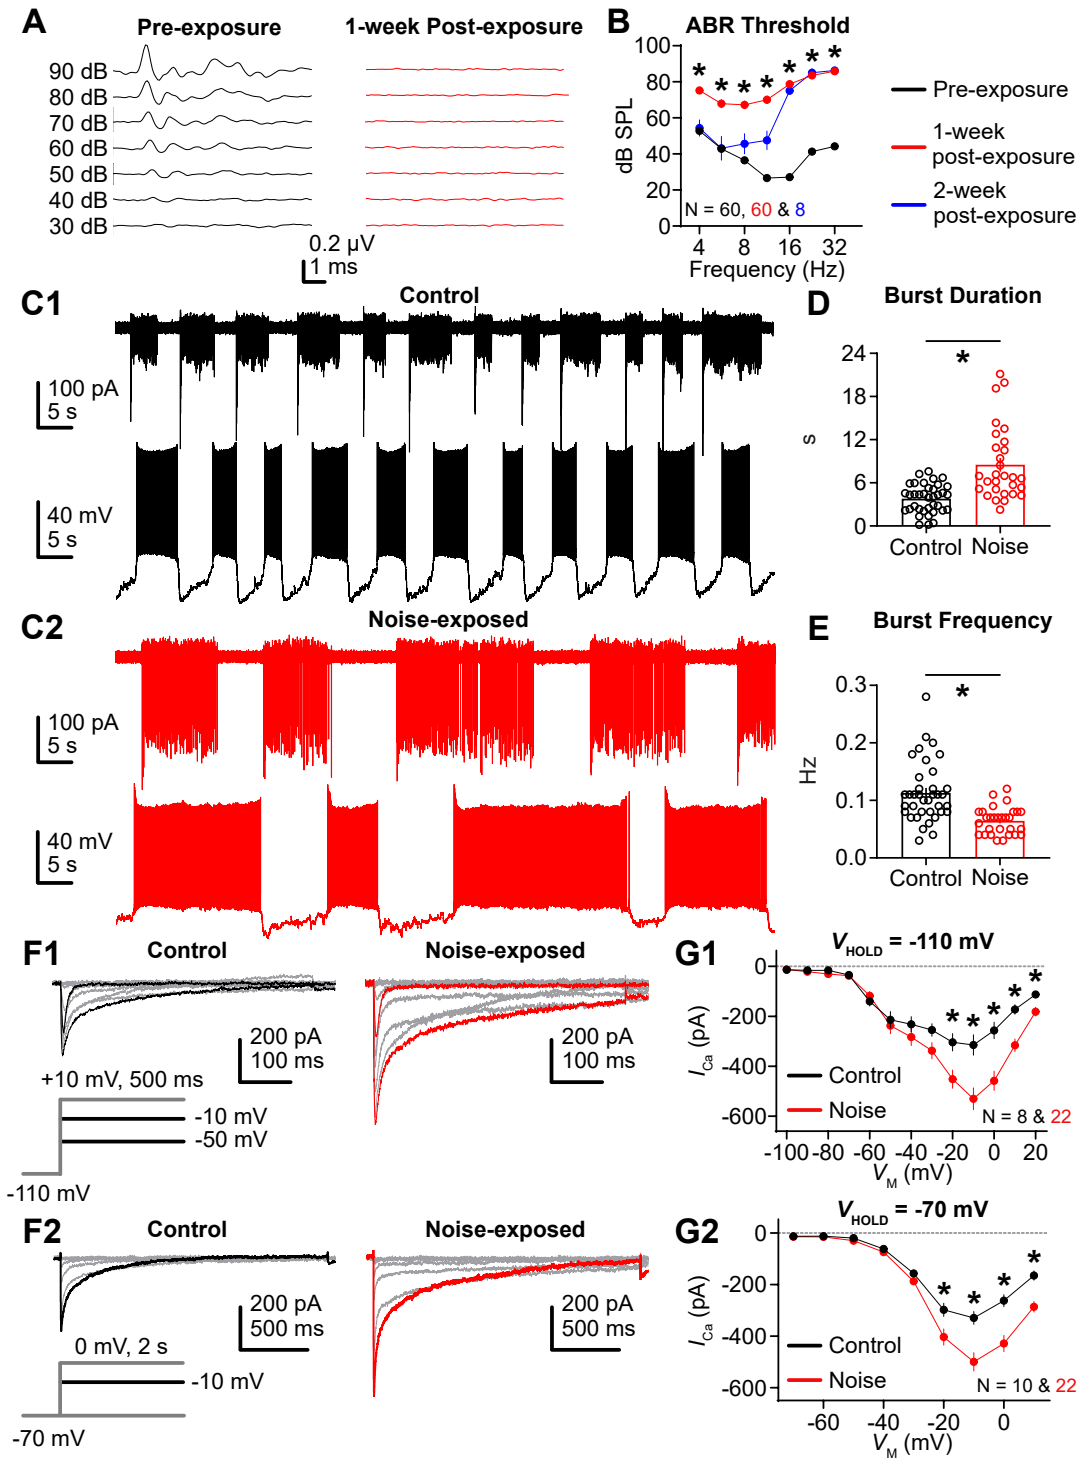 A
Pre-exposure
1-week Post-exposure
90 dB
80 dB
70 dB
60 dB
50 dB
40 dB
30 dB
0.2 µV
1 ms
B
ABR Threshold
100
80
60
40
20
0
dB SPL
* * * * * * *
N = 60, 60 & 8
4 8 16 32
Frequency (Hz)
Pre-exposure
1-week
post-exposure
2-week
post-exposure
C1
Control
100 pA
5 s
40 mV
5 s
D
Burst Duration
24
18
12
6
0
s
*
Control Noise
C2
Noise-exposed
100 pA
5 s
40 mV
5 s
E
Burst Frequency
0.3
0.2
0.1
0.0
Hz
*
Control Noise
F1
Control
Noise-exposed
200 pA
100 ms
200 pA
100 ms
+10 mV, 500 ms
-10 mV
-50 mV
-110 mV
G1
VHOLD = -110 mV
0
-200
-400
-600
ICa (pA)
* * * * *
Control
Noise
N = 8 & 22
-100 -80 -60 -40 -20 0 20
VM (mV)
F2
Control
Noise-exposed
200 pA
500 ms
200 pA
500 ms
0 mV, 2 s
-10 mV
-70 mV
G2
VHOLD = -70 mV
0
-200
-400
-600
ICa (pA)
* * * *
Control
Noise
N = 10 & 22
-60 -40 -20 0
VM (mV)